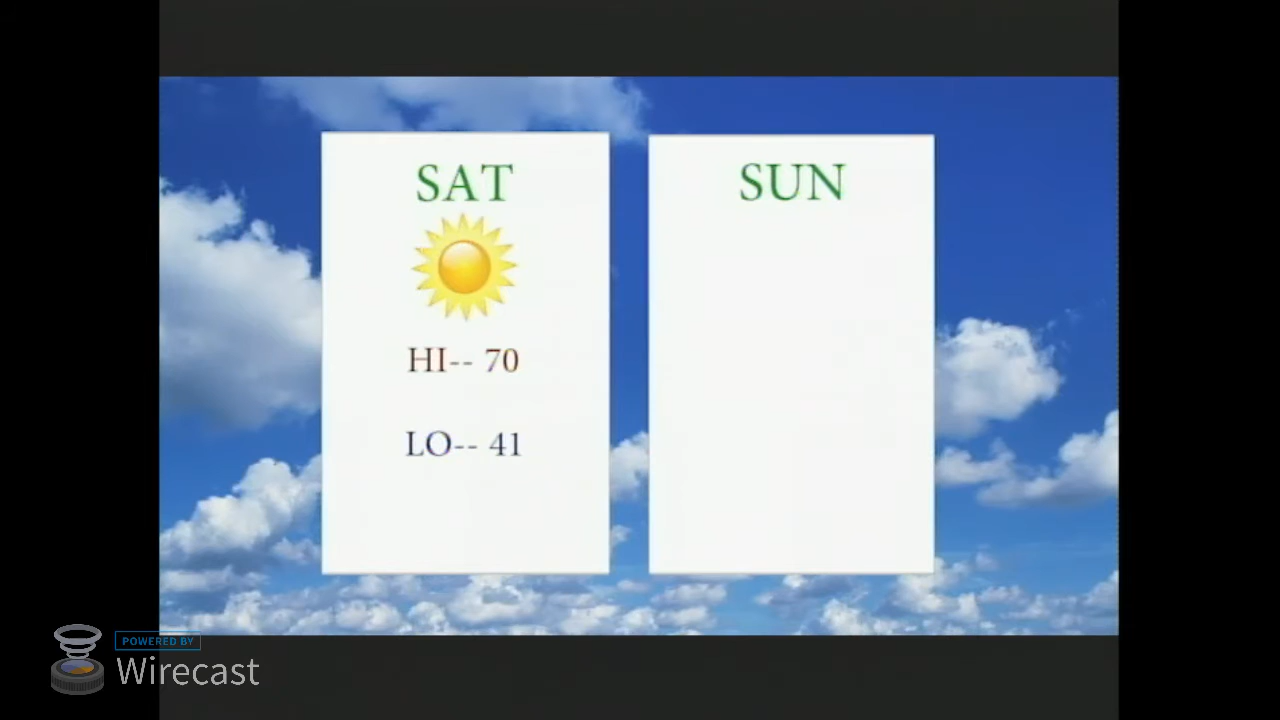 SAT
HI-- 70
LO-- 41
SUN
POWERED BY
Wirecast